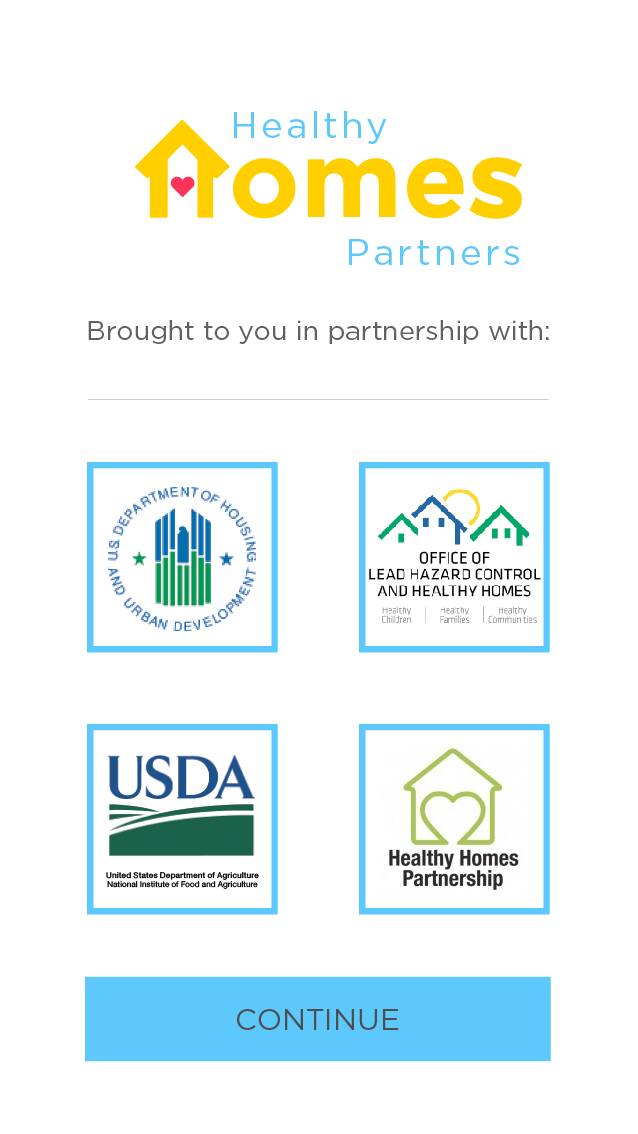 Healthy
Homes
Partners
Brought to you in partnership with:
U.S. DEPARTMENT OF HOUSING
AND URBAN DEVELOPMENT
OFFICE OF
LEAD HAZARD CONTROL
AND HEALTHY HOMES
Healthy Children | Healthy Families | Healthy Communities
USDA
United States Department of Agriculture
National Institute of Food and Agriculture
Healthy Homes
Partnership
CONTINUE